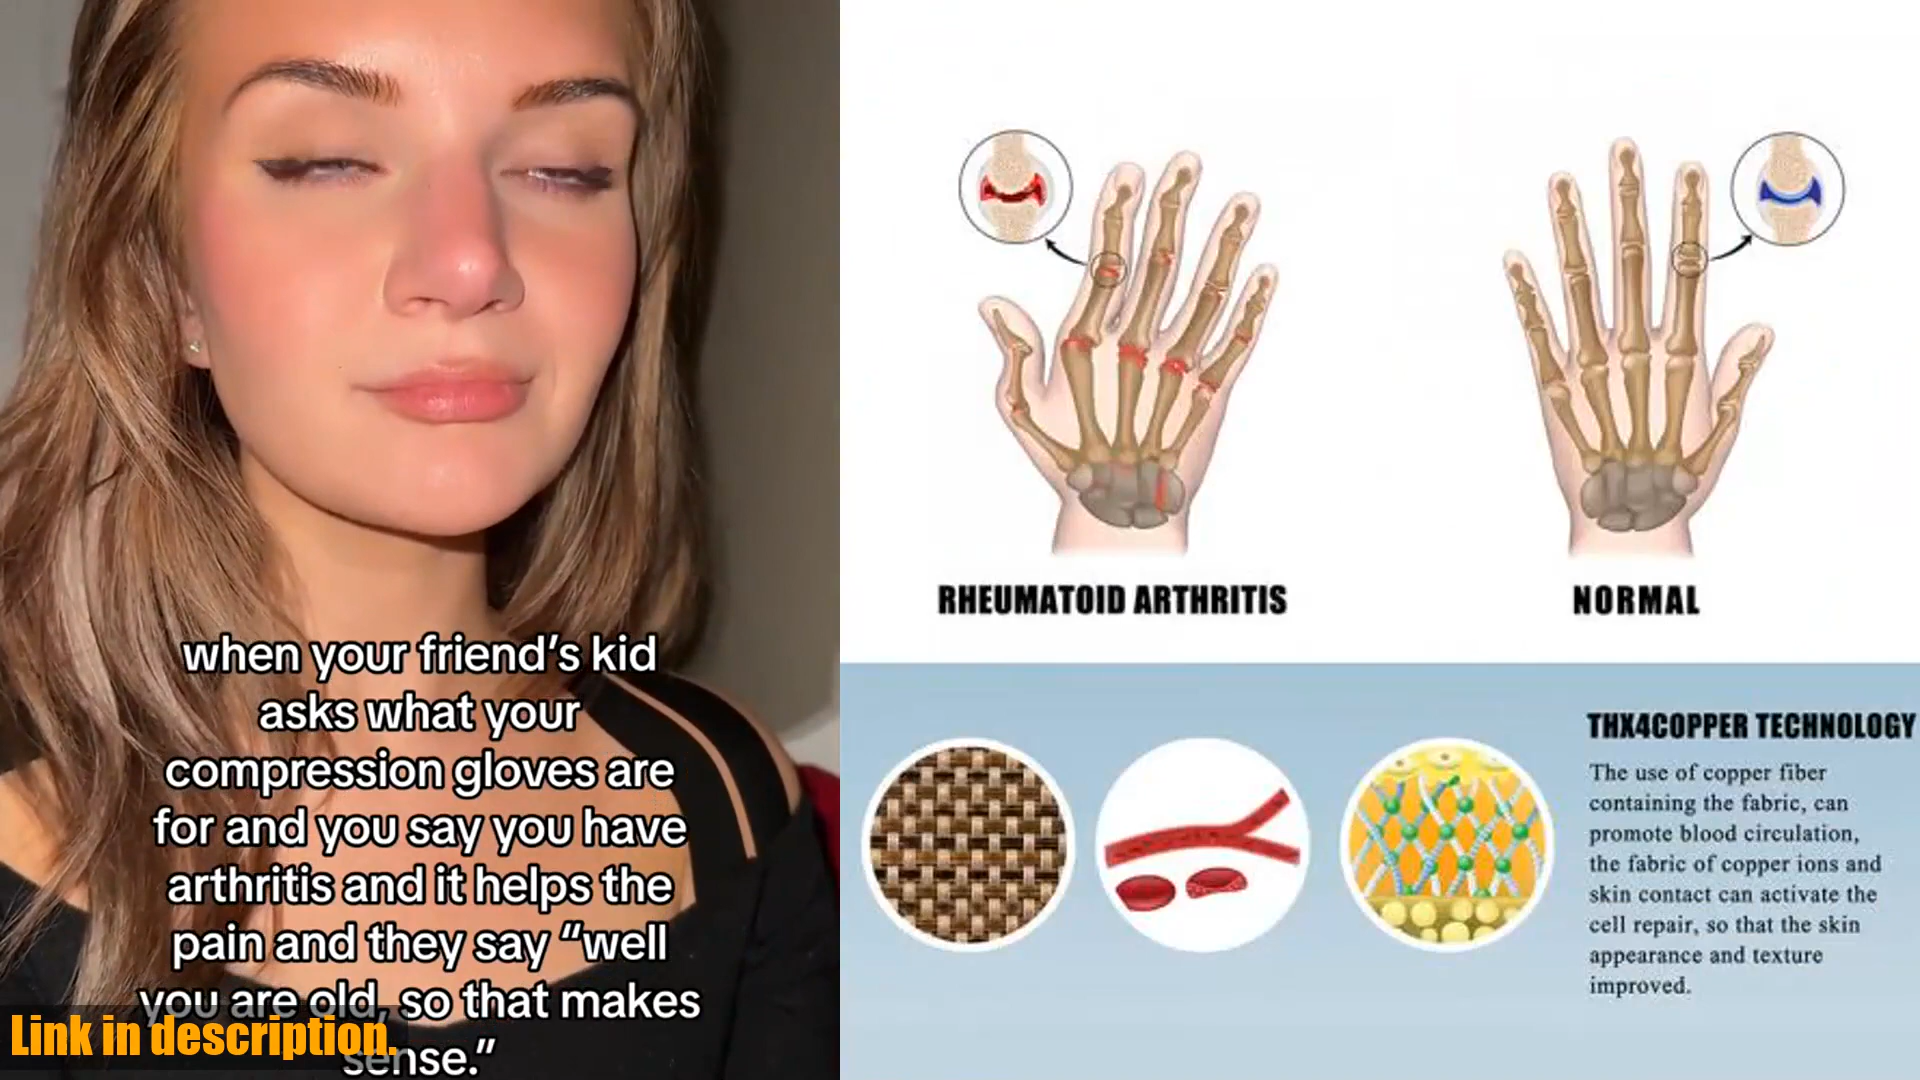 when your friend's kid
asks what your
compression gloves are
for and you say you have
arthritis and it helps the
pain and they say “well
you are old, so that makes
sense.”
Link in description.
RHEUMATOID ARTHRITIS
NORMAL
THX4COPPER TECHNOLOGY
The use of copper fiber
containing the fabric, can
promote blood circulation,
the fabric of copper ions and
skin contact can activate the
cell repair, so that the skin
appearance and texture
improved.